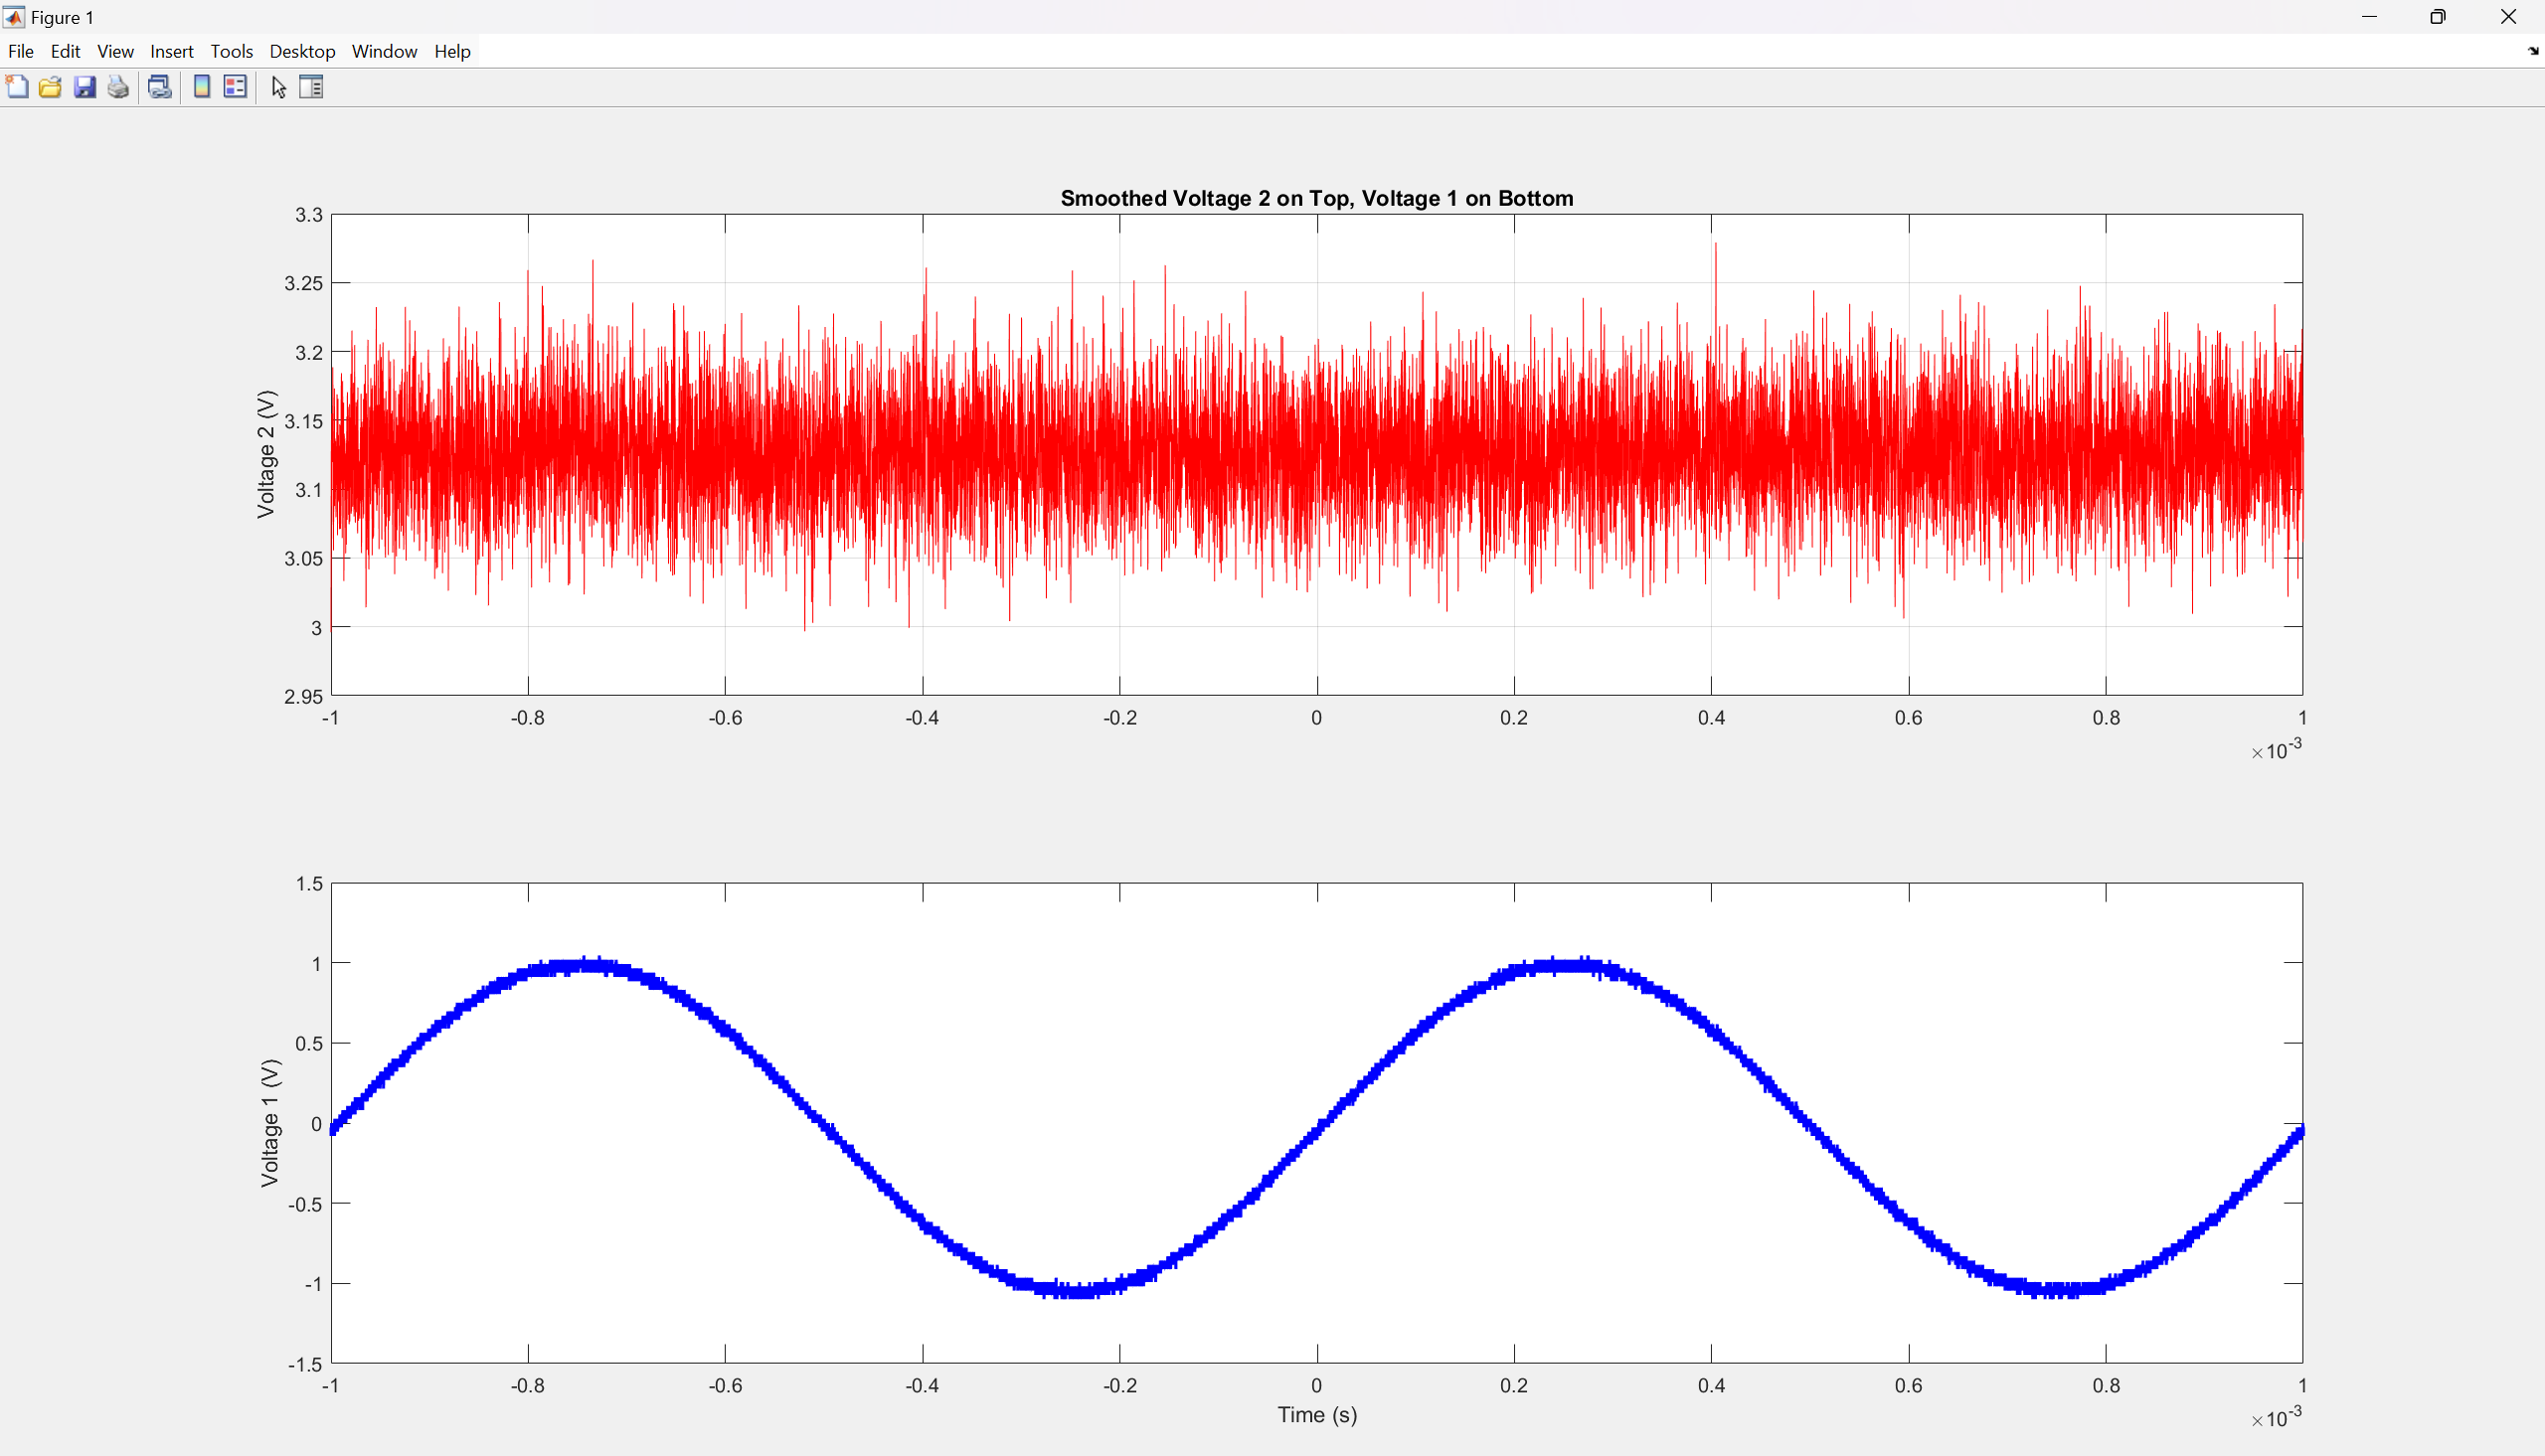 Figure 1
File Edit View Insert Tools Desktop Window Help
Smoothed Voltage 2 on Top, Voltage 1 on Bottom
Voltage 2 (V)
3.3
3.25
3.2
3.15
3.1
3.05
3
2.95
-1 -0.8 -0.6 -0.4 -0.2 0 0.2 0.4 0.6 0.8 1
×10-3
Voltage 1 (V)
1.5
1
0.5
0
-0.5
-1
-1.5
-1 -0.8 -0.6 -0.4 -0.2 0 0.2 0.4 0.6 0.8 1
Time (s)
×10-3